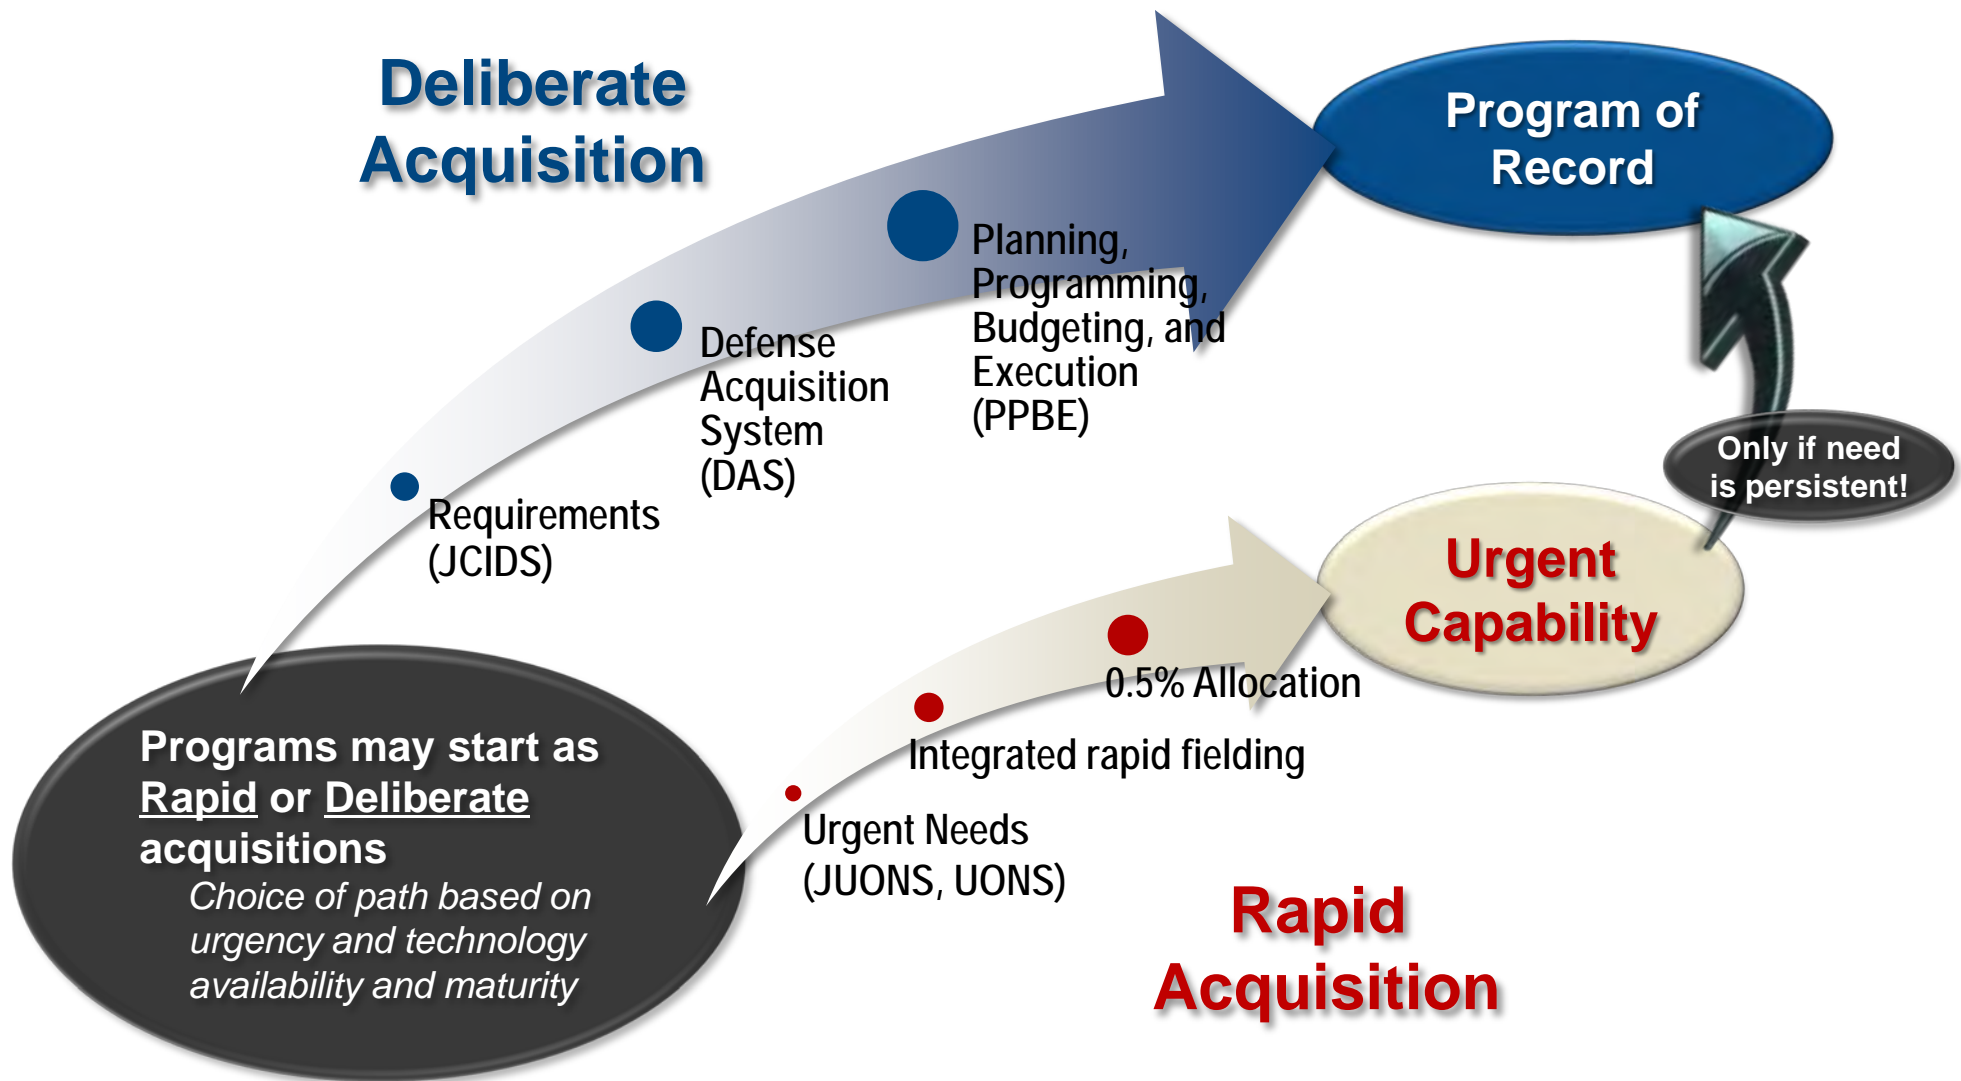 Deliberate
Acquisition
Program of
Record
Planning,
Programming,
Budgeting, and
Execution
(PPBE)
Defense
Acquisition
System
(DAS)
Requirements
(JCIDS)
Only if need
is persistent!
Urgent
Capability
0.5% Allocation
Integrated rapid fielding
Urgent Needs
(JUONS, UONS)
Programs may start as
Rapid or Deliberate
acquisitions
Choice of path based on
urgency and technology
availability and maturity
Rapid
Acquisition